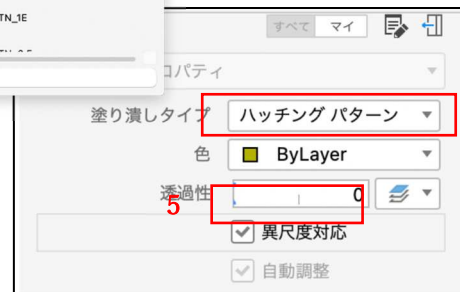 TN_1E
すべて マイ
コパティ
塗り潰しタイプ ハッチング パターン
色 ByLayer
透過性 0
5
異尺度対応
自動調整